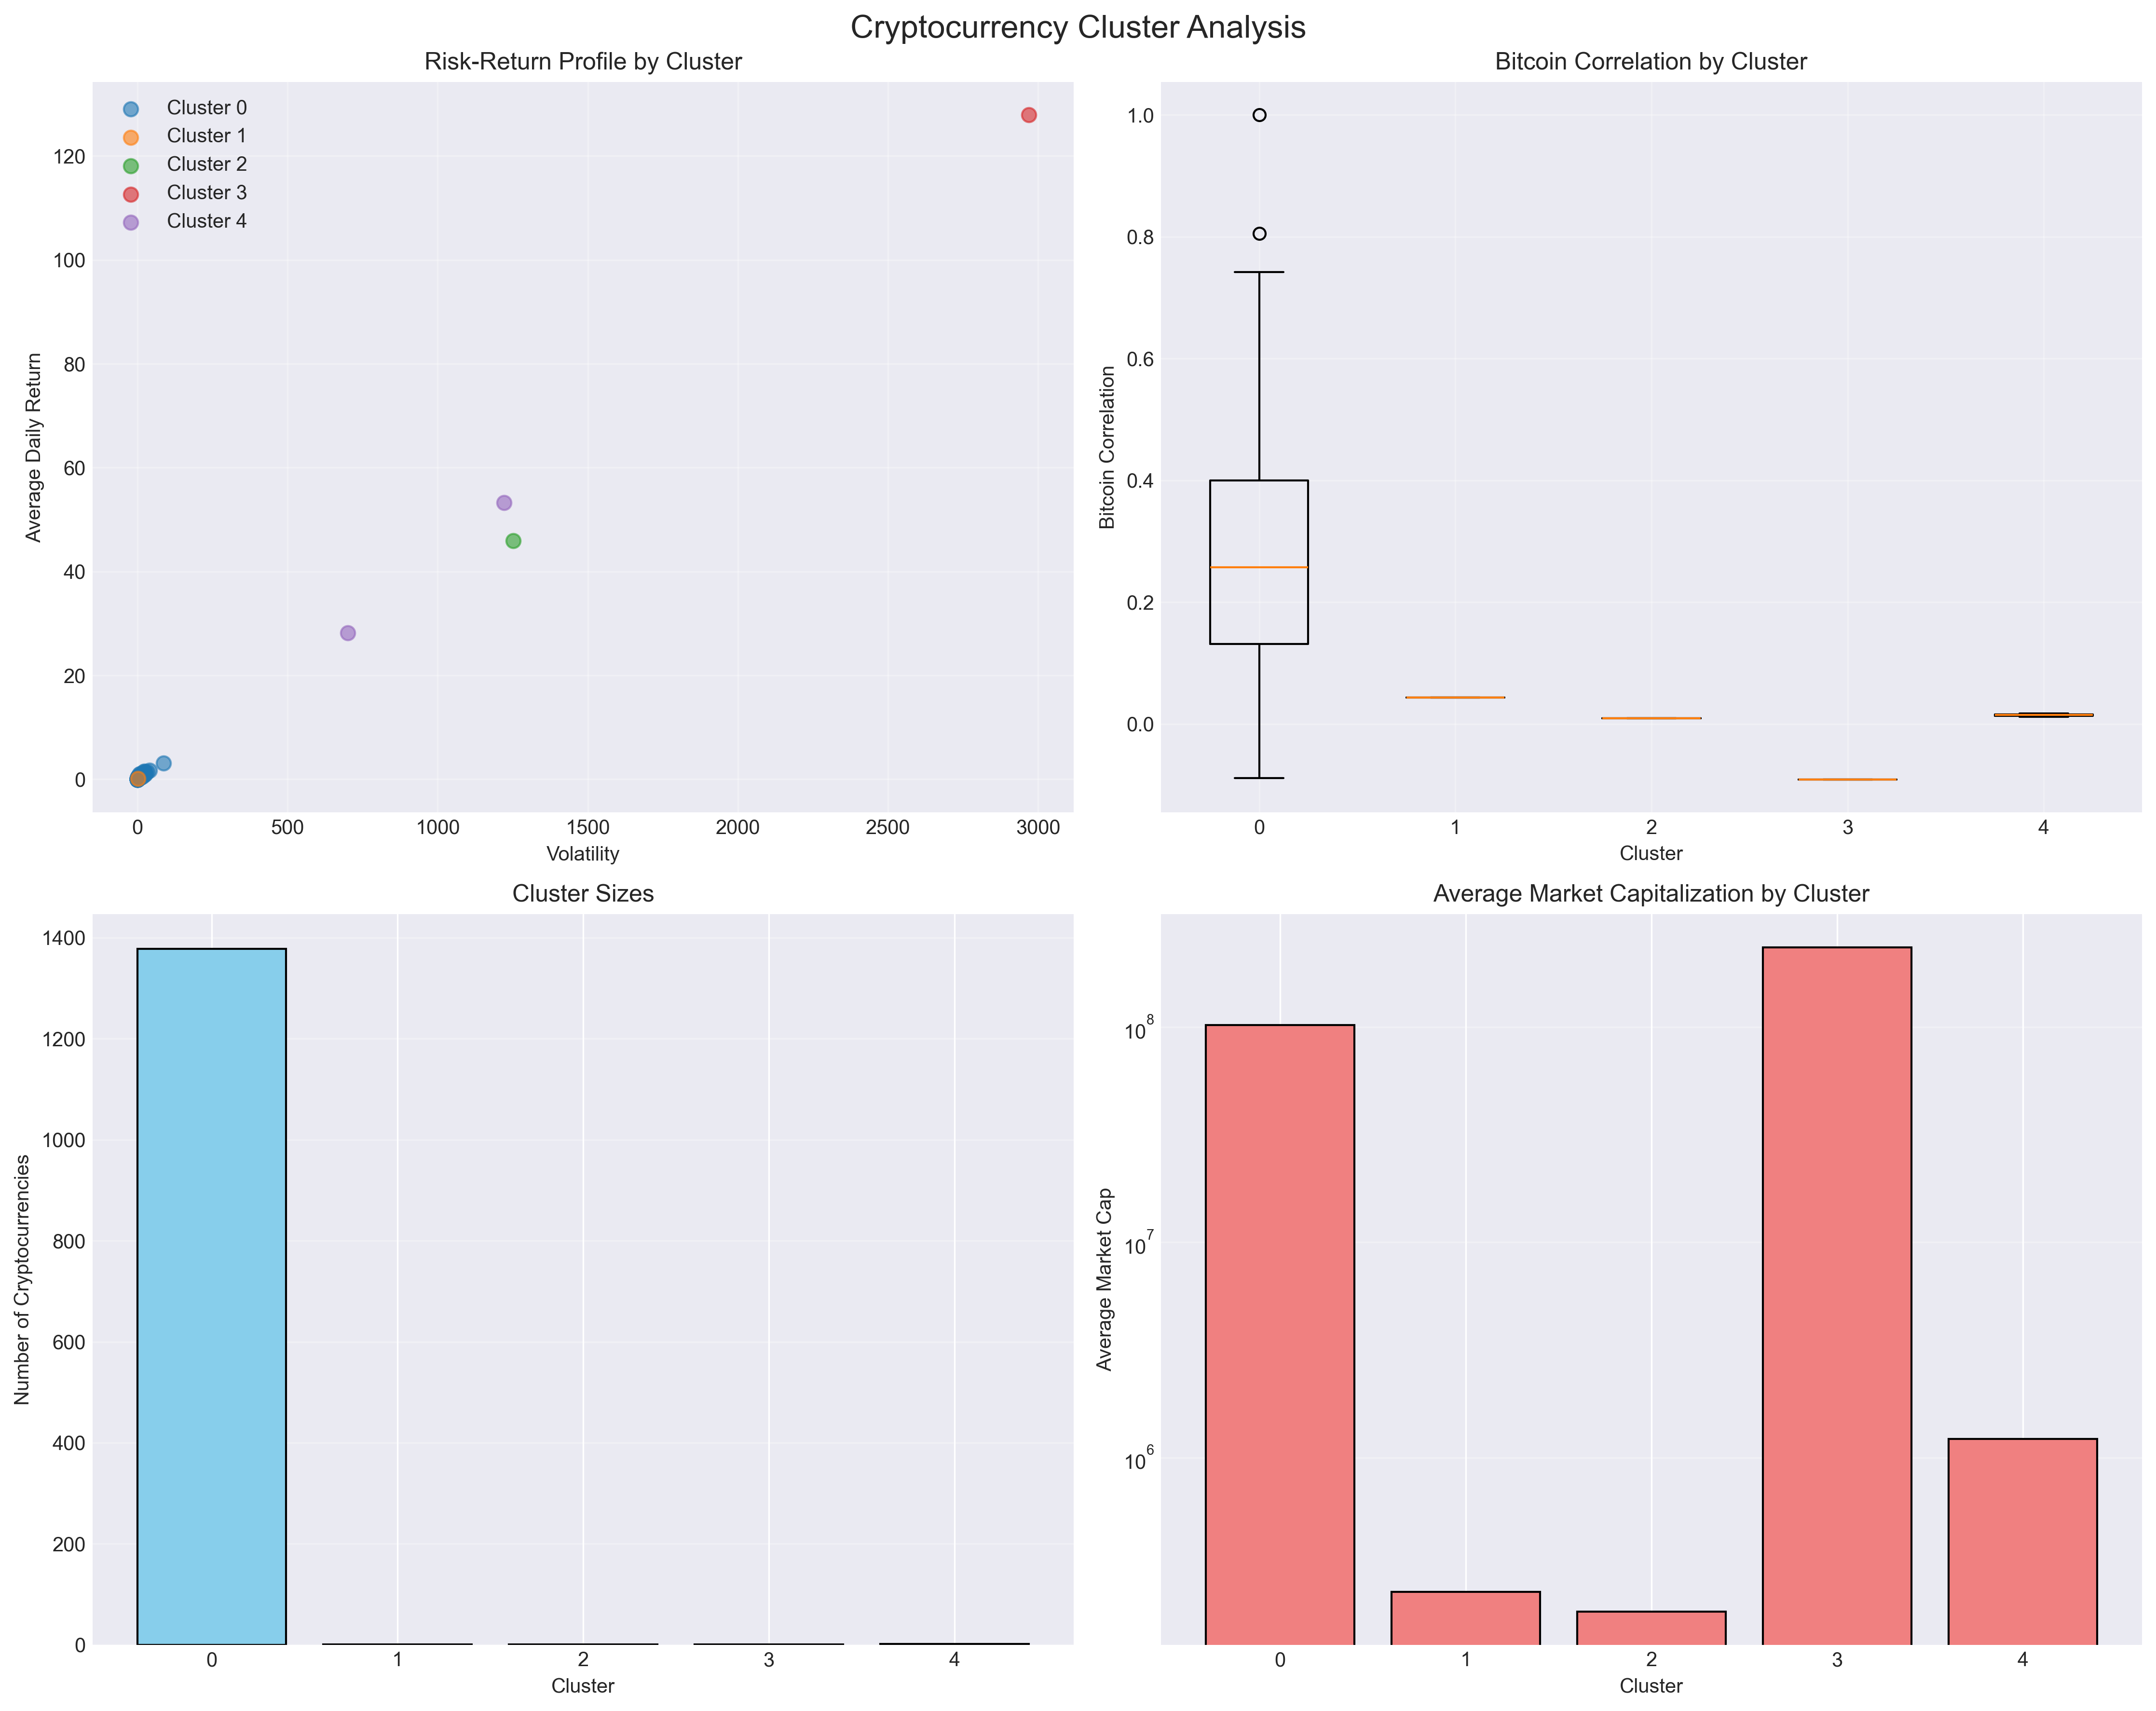 Cryptocurrency Cluster Analysis
Risk-Return Profile by Cluster
Cluster 0
Cluster 1
Cluster 2
Cluster 3
Cluster 4
Average Daily Return
120
100
80
60
40
20
0
0 500 1000 1500 2000 2500 3000
Volatility
Bitcoin Correlation by Cluster
Bitcoin Correlation
1.0
0.8
0.6
0.4
0.2
0.0
0 1 2 3 4
Cluster
Cluster Sizes
Number of Cryptocurrencies
1400
1200
1000
800
600
400
200
0
0 1 2 3 4
Cluster
Average Market Capitalization by Cluster
Average Market Cap
10^8
10^7
10^6
0 1 2 3 4
Cluster